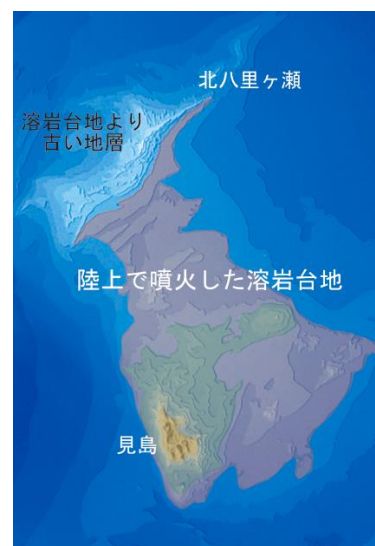 北八里ヶ瀬
溶岩台地より
古い地層
陸上で噴火した溶岩台地
見島